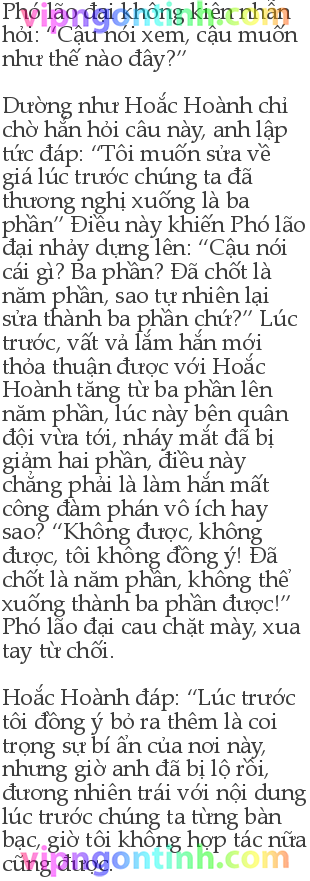 vipngontinh.com
Phó lão đại không kiên nhẫn
hỏi: “Cậu nói xem, cậu muốn
như thế nào đây?”
Dường như Hoắc Hoành chỉ
chờ hắn hỏi câu này, anh lập
tức đáp: “Tôi muốn sửa về
giá lúc trước chúng ta đã
thương nghị xuống là ba
phần” Điều này khiến Phó lão
đại nhảy dựng lên: “Cậu nói
cái gì? Ba phần? Đã chốt là
năm phần, sao tự nhiên lại
sửa thành ba phần chứ?” Lúc
trước, vất vả lắm hắn mới
thỏa thuận được với Hoắc
Hoành tăng từ ba phần lên
năm phần, lúc này bên quân
đội vừa tới, nháy mắt đã bị
giảm hai phần, điều này
chẳng phải là làm hắn mất
công đàm phán vô ích hay
sao? “Không được, không
được, tôi không đồng ý! Đã
chốt là năm phần, không thể
xuống thành ba phần được!”
Phó lão đại cau chặt mày, xua
tay từ chối.
Hoắc Hoành đáp: “Lúc trước
tôi đồng ý bỏ ra thêm là coi
trọng sự bí ẩn của nơi này,
nhưng giờ anh đã bị lộ rồi,
đương nhiên trái với nội dung
lúc trước chúng ta từng bàn
bạc, giờ tôi không hợp tác nữa
cũng được.
vipngontinh.com